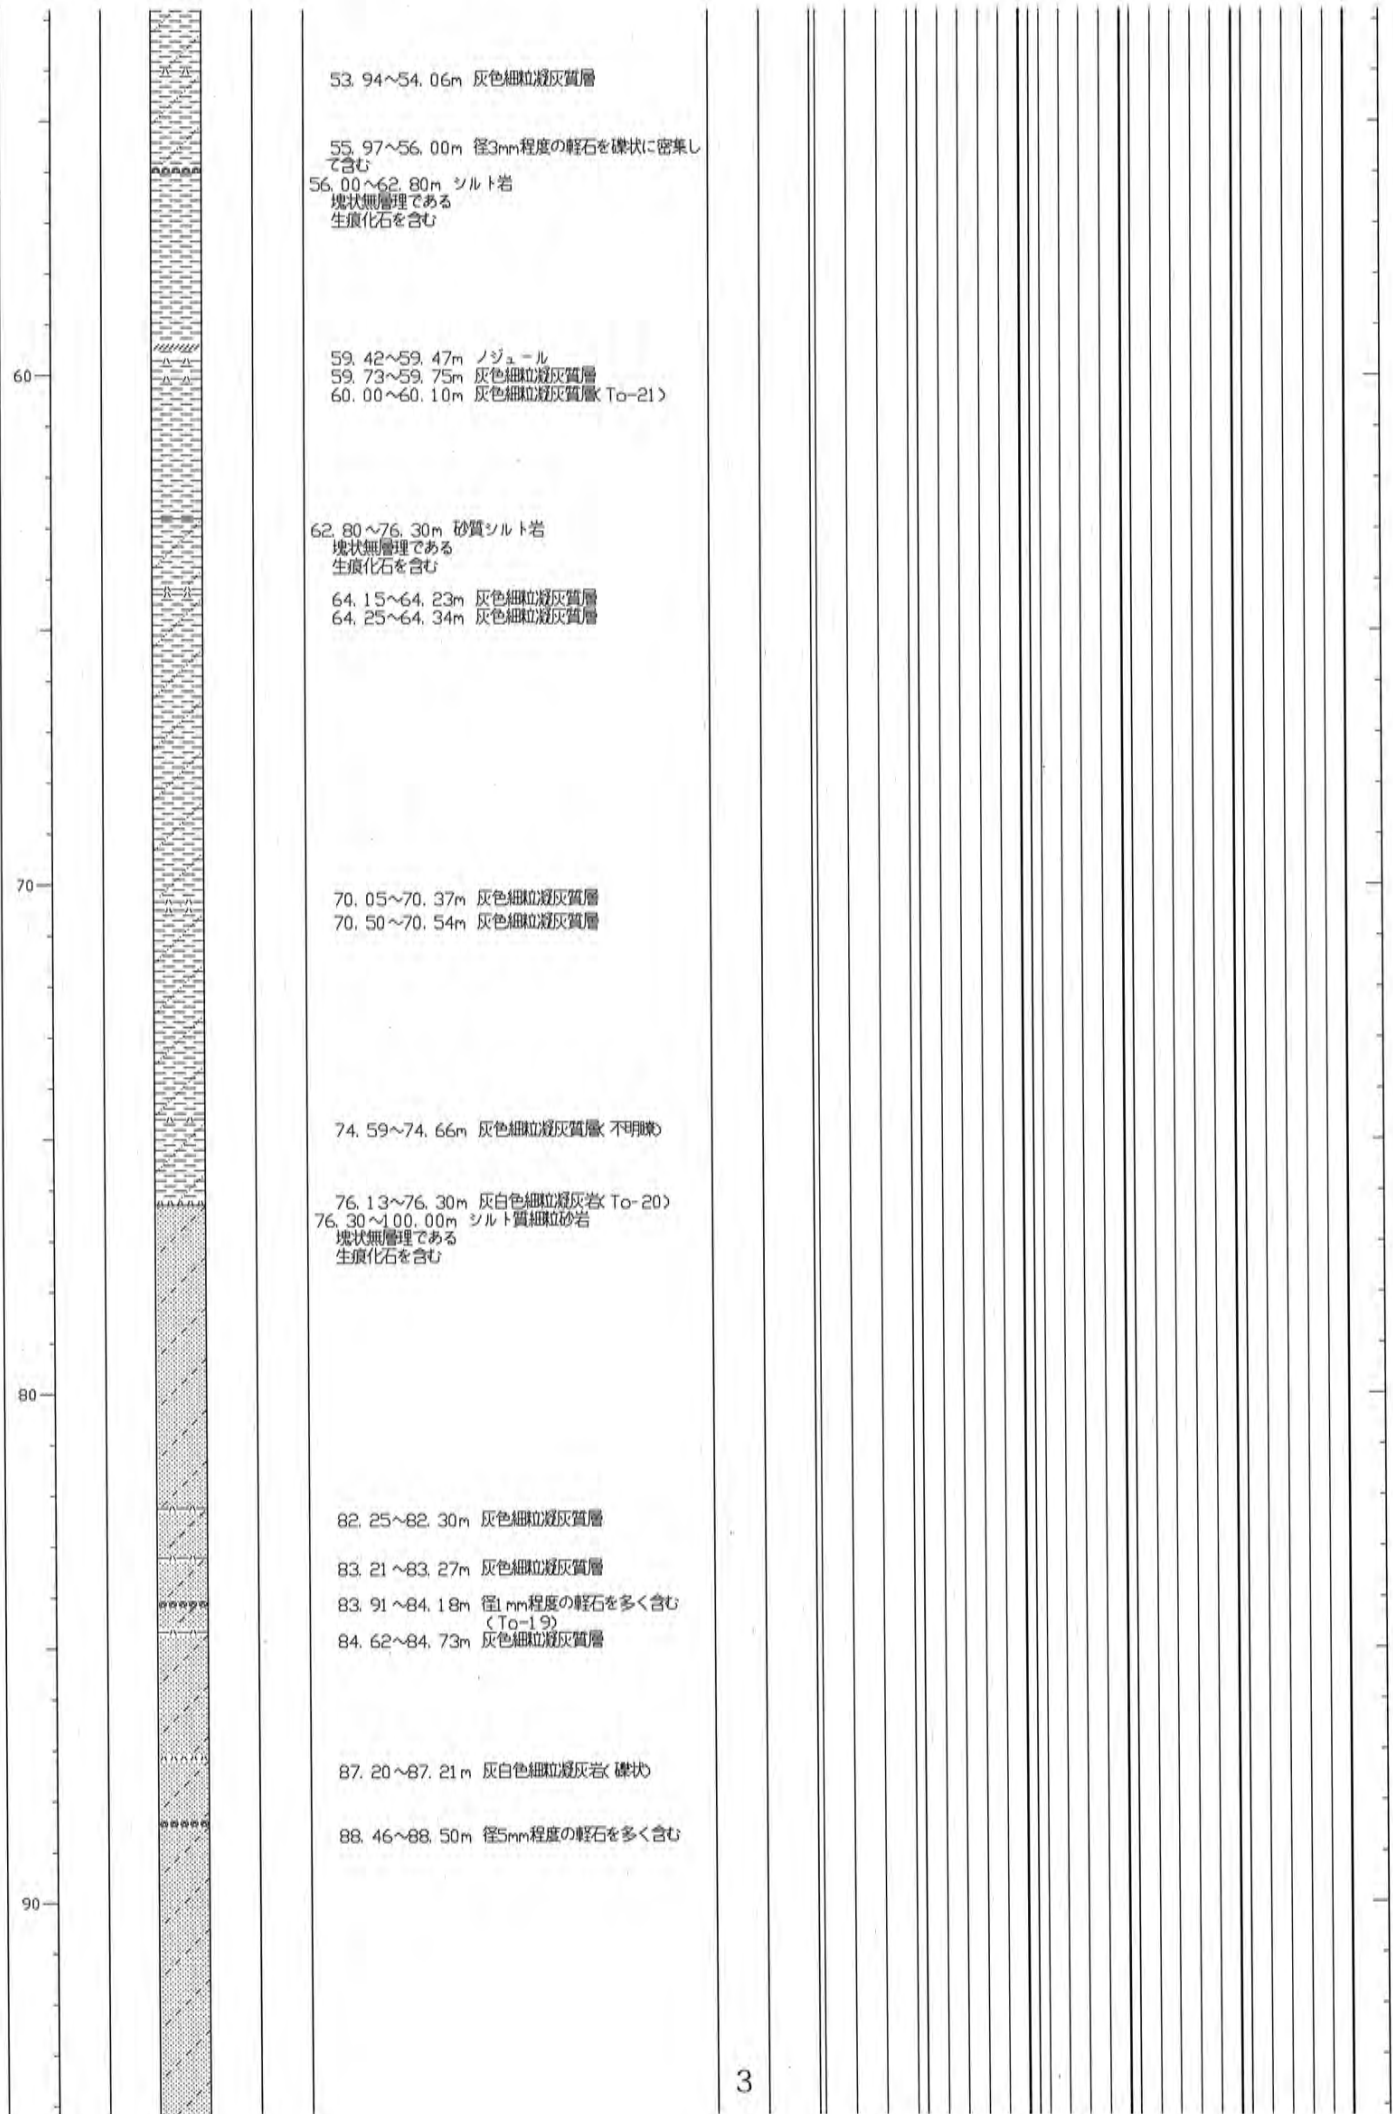 53. 94～54. 06m 灰色細粒凝灰質層
55. 97～56. 00m 径3mm程度の軽石を礫状に密集し
て含む
56. 00～62. 80m シルト岩
塊状無層理である
生痕化石を含む
59. 42～59. 47m ノジュール
59. 73～59. 75m 灰色細粒凝灰質層
60
60. 00～60. 10m 灰色細粒凝灰質層(To-21)
62. 80～76. 30m 砂質シルト岩
塊状無層理である
生痕化石を含む
64. 15～64. 23m 灰色細粒凝灰質層
64. 25～64. 34m 灰色細粒凝灰質層
70
70. 05～70. 37m 灰色細粒凝灰質層
70. 50～70. 54m 灰色細粒凝灰質層
74. 59～74. 66m 灰色細粒凝灰質層(不明瞭)
76. 13～76. 30m 灰白色細粒凝灰岩(To-20)
76. 30～100. 00m シルト質細粒砂岩
塊状無層理である
生痕化石を含む
80
82. 25～82. 30m 灰色細粒凝灰質層
83. 21～83. 27m 灰色細粒凝灰質層
83. 91～84. 18m 径1mm程度の軽石を多く含む
(To-19)
84. 62～84. 73m 灰色細粒凝灰質層
87. 20～87. 21m 灰白色細粒凝灰岩(礫状)
88. 46～88. 50m 径5mm程度の軽石を多く含む
90
3